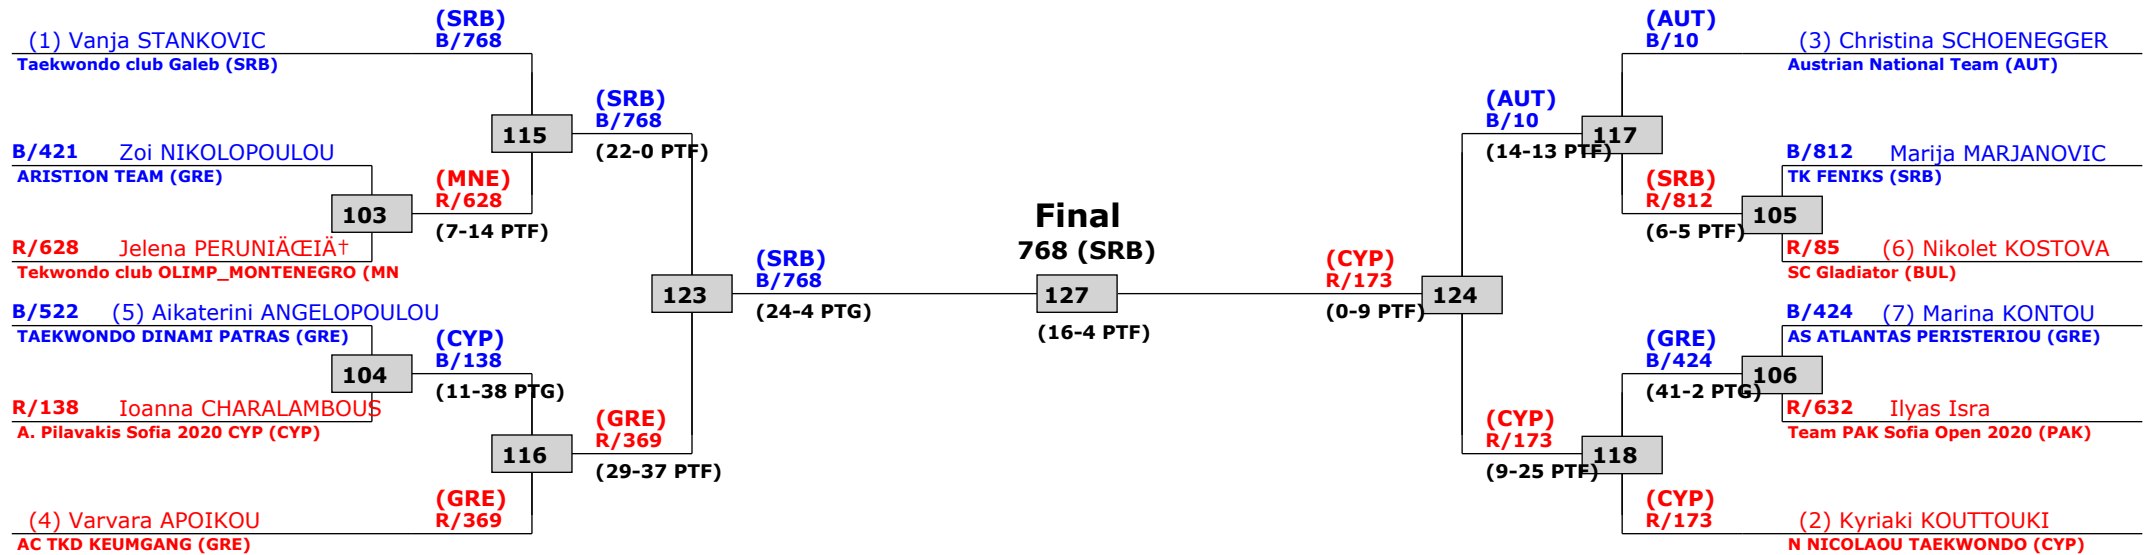 (SRB)
(1) Vanja STANKOVIC
B/768
Taekwondo club Galeb (SRB)
(SRB)
B/768
115
(22-0 PTF)
B/421 Zoi NIKOLOPOULOU
ARISTION TEAM (GRE)
(MNE)
R/628
103
(7-14 PTF)
R/628 Jelena PERUNIÄŒIÄ†
Tekwondo club OLIMP_MONTENEGRO (MN
(SRB)
B/768
123
(24-4 PTG)
B/522 (5) Aikaterini ANGELOPOULOU
TAEKWONDO DINAMI PATRAS (GRE)
(CYP)
B/138
104
(11-38 PTG)
R/138 Ioanna CHARALAMBOUS
A. Pilavakis Sofia 2020 CYP (CYP)
(GRE)
R/369
116
(29-37 PTF)
(GRE)
(4) Varvara APOIKOU
R/369
AC TKD KEUMGANG (GRE)
Final
768 (SRB)
127
(16-4 PTF)
(AUT)
B/10
(3) Christina SCHOENEGGER
Austrian National Team (AUT)
(AUT)
B/10
117
(14-13 PTF)
B/812 Marija MARJANOVIC
TK FENIKS (SRB)
(SRB)
R/812
105
(6-5 PTF)
R/85 (6) Nikolet KOSTOVA
SC Gladiator (BUL)
(CYP)
R/173
124
(0-9 PTF)
B/424 (7) Marina KONTOU
AS ATLANTAS PERISTERIOU (GRE)
(GRE)
B/424
106
(41-2 PTG)
R/632 Ilyas Isra
Team PAK Sofia Open 2020 (PAK)
(CYP)
R/173
118
(9-25 PTF)
(CYP)
R/173
(2) Kyriaki KOUTTOUKI
N NICOLAOU TAEKWONDO (CYP)